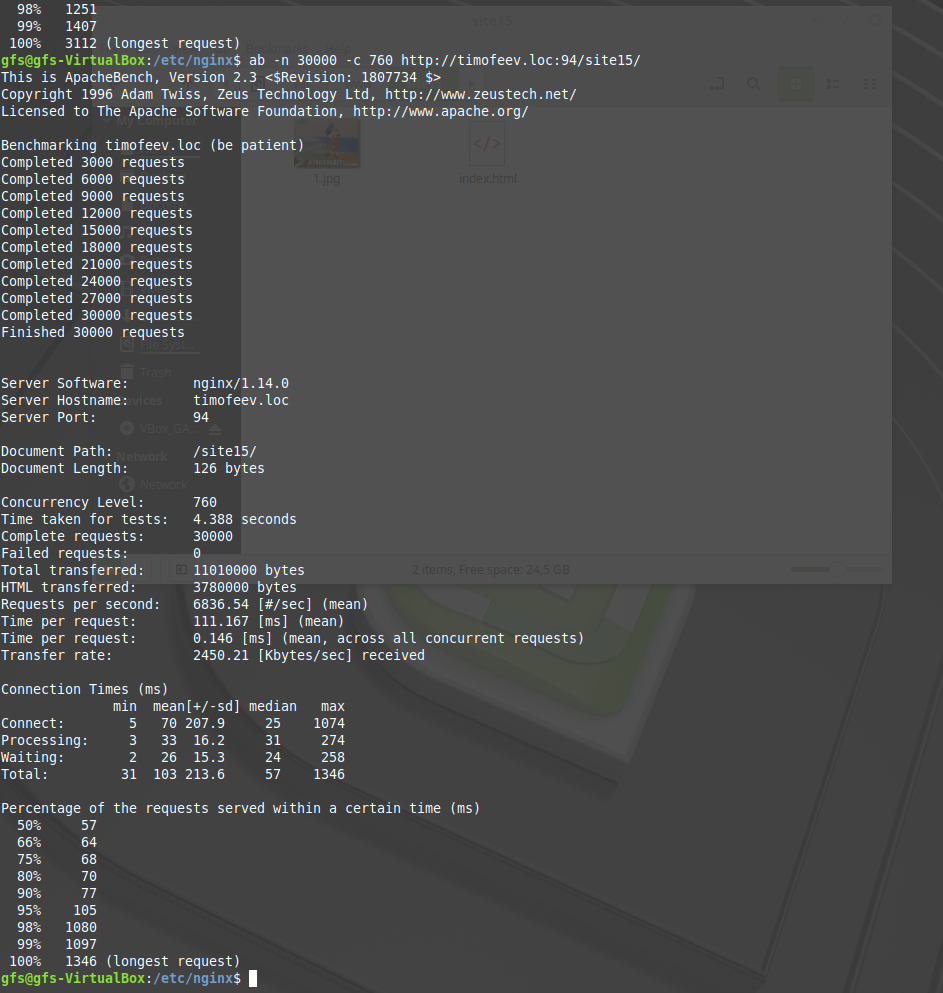 98%   1251
99%   1407
100%   3112 (longest request)
gfs@gfs-VirtualBox:/etc/nginx$ ab -n 30000 -c 760 http://timofeev.loc:94/site15/
This is ApacheBench, Version 2.3 <$Revision: 1807734 $>
Copyright 1996 Adam Twiss, Zeus Technology Ltd, http://www.zeustech.net/
Licensed to The Apache Software Foundation, http://www.apache.org/
Benchmarking timofeev.loc (be patient)
Completed 3000 requests
Completed 6000 requests
Completed 9000 requests
Completed 12000 requests
Completed 15000 requests
Completed 18000 requests
Completed 21000 requests
Completed 24000 requests
Completed 27000 requests
Completed 30000 requests
Finished 30000 requests
Server Software:        nginx/1.14.0
Server Hostname:        timofeev.loc
Server Port:            94
Document Path:          /site15/
Document Length:        126 bytes
Concurrency Level:      760
Time taken for tests:   4.388 seconds
Complete requests:      30000
Failed requests:        0
Total transferred:      11010000 bytes
HTML transferred:       3780000 bytes
Requests per second:    6836.54 [#/sec] (mean)
Time per request:       111.167 [ms] (mean)
Time per request:       0.146 [ms] (mean, across all concurrent requests)
Transfer rate:          2450.21 [Kbytes/sec] received
Connection Times (ms)
              min  mean[+/-sd] median   max
Connect:        5   70 207.9     25    1074
Processing:     3   33  16.2     31     274
Waiting:        2   26  15.3     24     258
Total:         31  103 213.6     57    1346
Percentage of the requests served within a certain time (ms)
50%     57
66%     64
75%     68
80%     70
90%     77
95%    105
98%   1080
99%   1097
100%   1346 (longest request)
gfs@gfs-VirtualBox:/etc/nginx$
site15
Bookmarks Help
My Computer
1.jpg
index.html
File Syst...
Trash
Devices
VBox_GA...
Network
Network
2 items, Free space: 24,5 GB